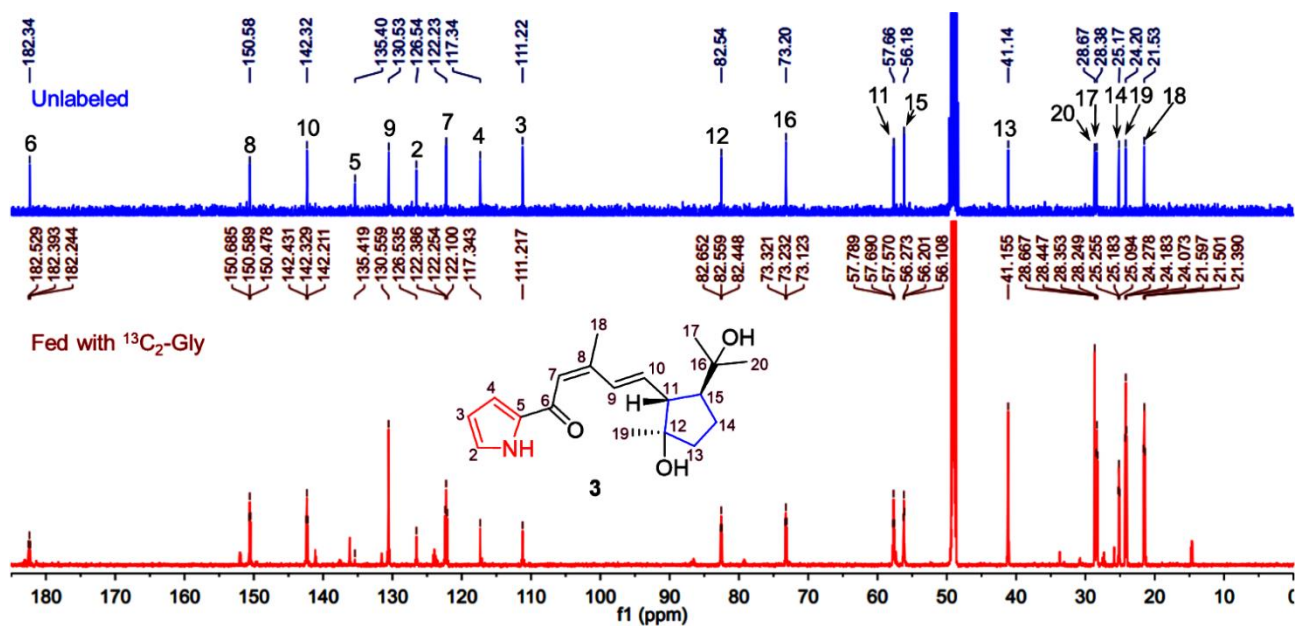 182.34 150.58 142.32 135.40 130.53 126.54 122.23 117.34 111.22 82.54 73.20 57.66 56.18 41.14 28.67 28.38 25.17 24.20 21.53
Unlabeled
6 8 10 5 9 2 7 4 3 12 16 11 15 13 20 17 14 19 18
182.529 182.393 182.244 150.685 150.589 150.478 142.431 142.329 142.211 135.419 130.559 126.535 122.386 122.254 122.100 117.343 111.217 82.652 82.559 82.448 73.321 73.232 73.123 57.789 57.690 57.570 56.273 56.201 56.108 41.155 28.667 28.447 28.353 28.249 25.255 25.183 25.094 24.278 24.183 24.073 21.597 21.501 21.390
Fed with ¹³C₂-Gly
18 17 OH
8 16
7 10 20
4 9 11 15
3 5 6 H
2 NH O 19 12 14
OH 13
3
180 170 160 150 140 130 120 110 100 90 80 70 60 50 40 30 20 10 0
f1 (ppm)